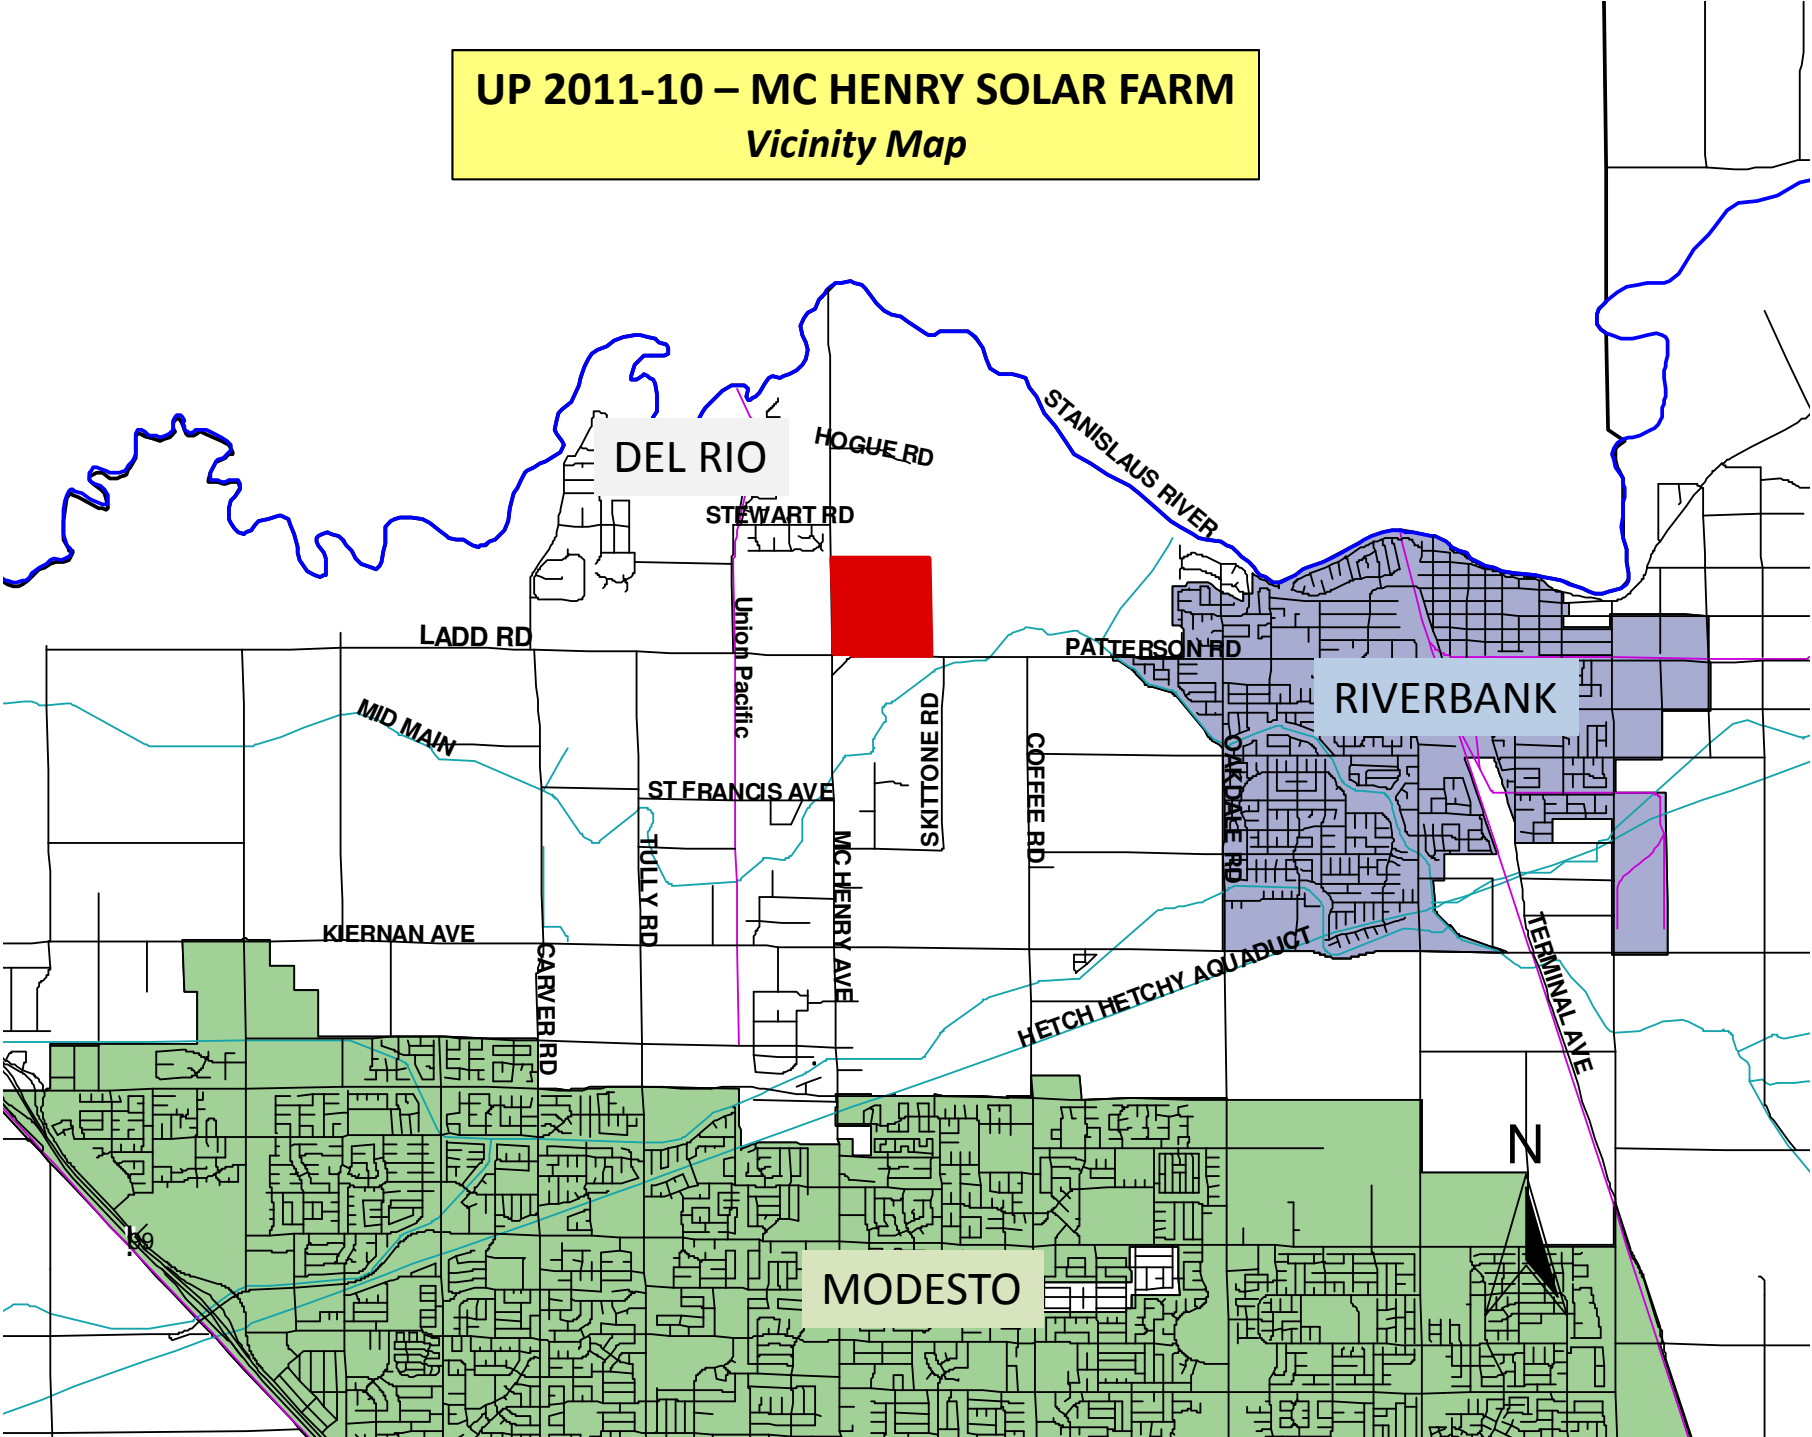 UP 2011-10 – MC HENRY SOLAR FARM
Vicinity Map
STANISLAUS RIVER
HOGUE RD
DEL RIO
STEWART RD
Union Pacific
LADD RD
PATTERSON RD
RIVERBANK
MID MAIN
SKITTONE RD
COFFEE RD
OAKDALE RD
ST FRANCIS AVE
TULLY RD
MC HENRY AVE
KIERNAN AVE
CARVER RD
HETCH HETCHY AQUADUCT
TERMINAL AVE
N
MODESTO